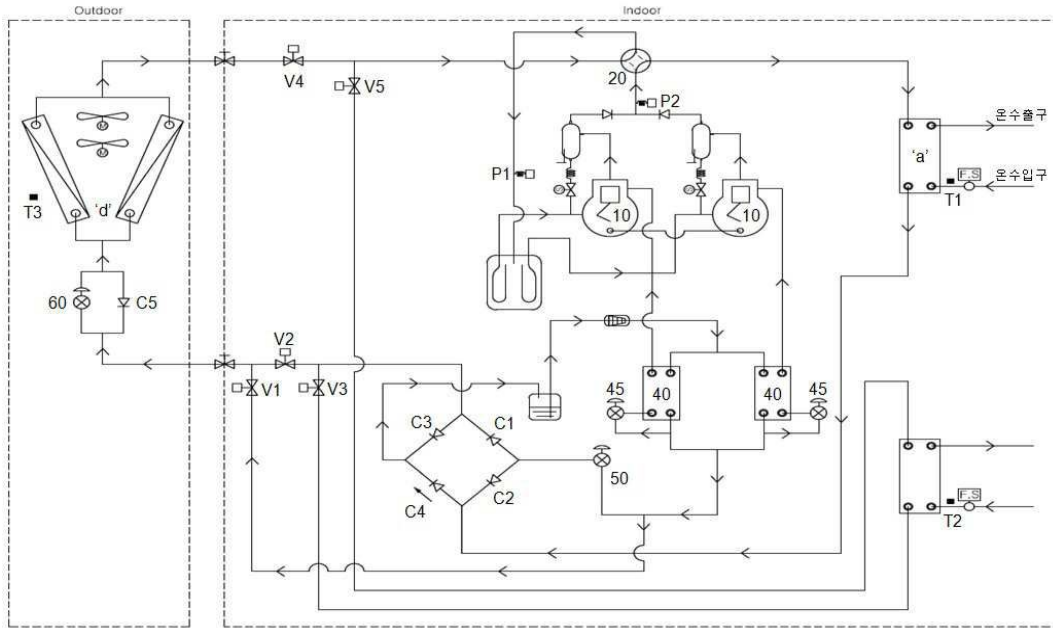 Outdoor
Indoor
V4
V5
20
P2
P1
10
10
'a'
온수출구
F.S
온수입구
T1
M
M
T3
'd'
60
C5
V2
V1
V3
C3
C1
C4
C2
50
45
40
40
45
F.S
T2